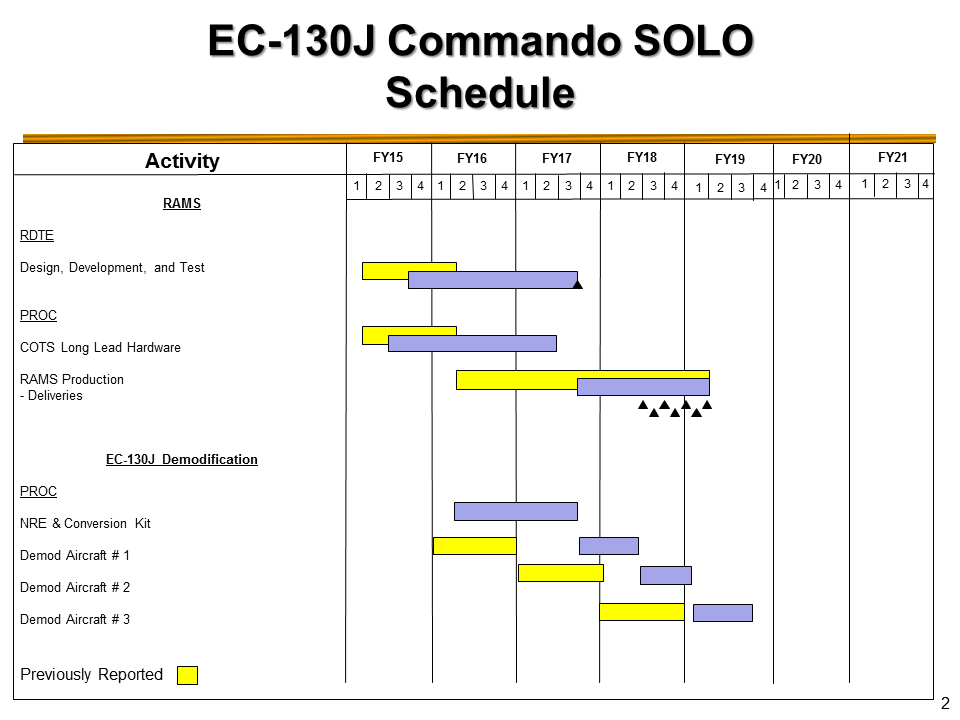 EC-130J Commando SOLO
Schedule
Activity FY15 FY16 FY17 FY18 FY19 FY20 FY21
1 2 3 4 1 2 3 4 1 2 3 4 1 2 3 4 1 2 3 4 1 2 3 4 1 2 3 4
RAMS
RDTE
Design, Development, and Test
PROC
COTS Long Lead Hardware
RAMS Production
- Deliveries
EC-130J Demodification
PROC
NRE & Conversion Kit
Demod Aircraft # 1
Demod Aircraft # 2
Demod Aircraft # 3
Previously Reported
2